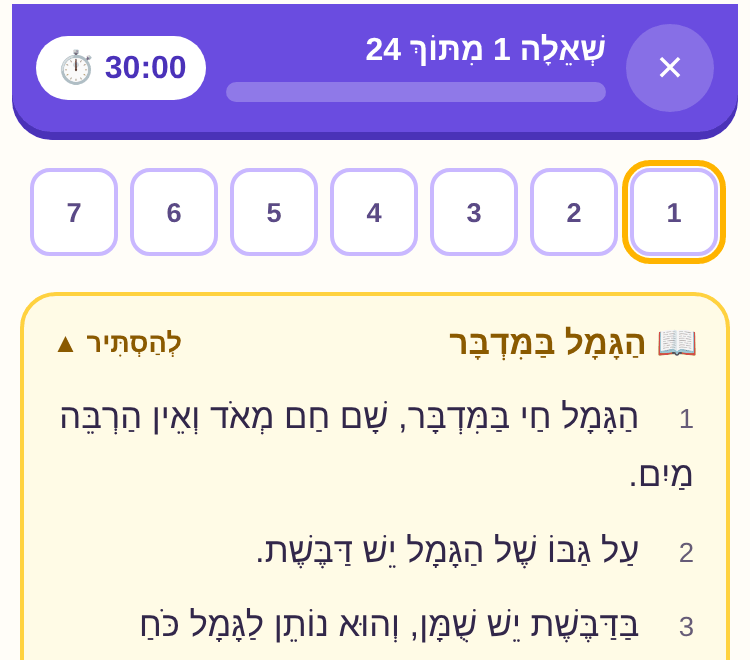 שְׁאֵלָה 1 מִתּוֹךְ 24
30:00
1 2 3 4 5 6 7
הַגָּמָל בַּמִּדְבָּר
לְהַסְתִּיר ▲
1 הַגָּמָל חַי בַּמִּדְבָּר, שָׁם חַם מְאֹד וְאֵין הַרְבֵּה
מַיִם.
2 עַל גַּבּוֹ שֶׁל הַגָּמָל יֵשׁ דַּבֶּשֶׁת.
3 בַּדַּבֶּשֶׁת יֵשׁ שֻׁמָּן, וְהוּא נוֹתֵן לַגָּמָל כֹּחַ